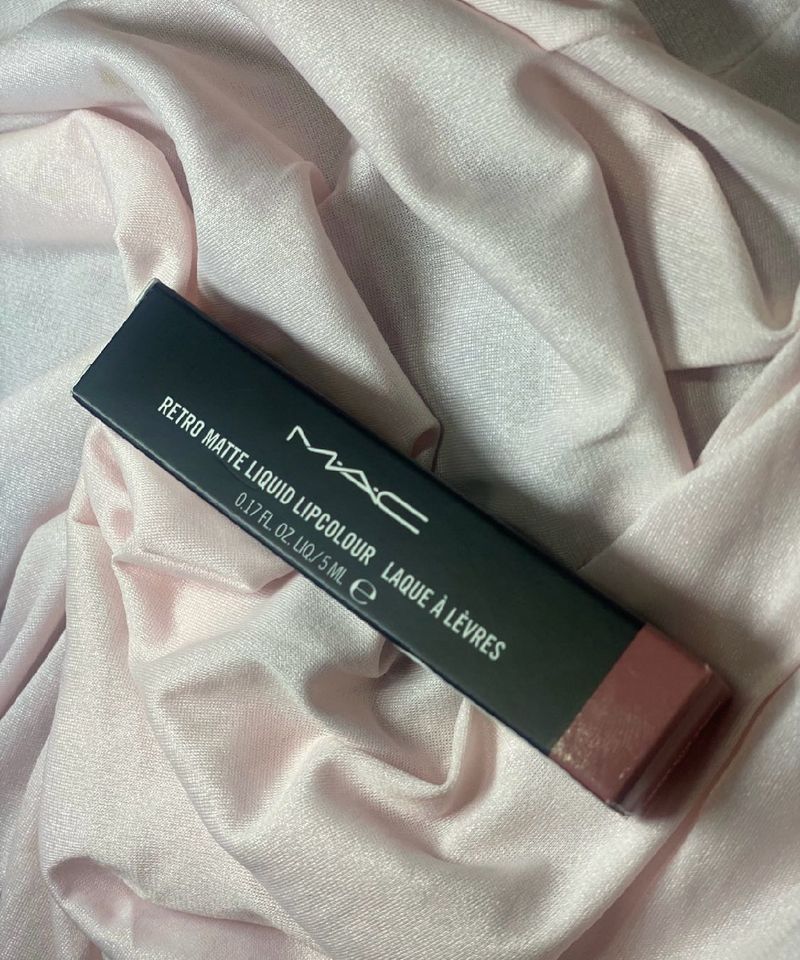 M·A·C
RETRO MATTE LIQUID LIPCOLOUR LAQUE À LÈVRES
0.17 FL. OZ. LIQ./5 ML ℮